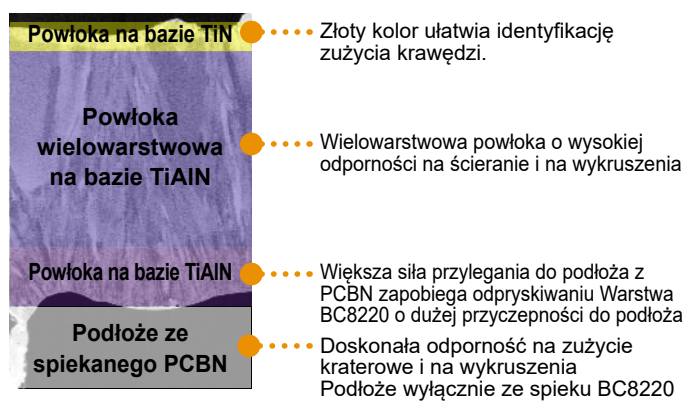 Powłoka na bazie TiN
Złoty kolor ułatwia identyfikację
zużycia krawędzi.
Powłoka
wielowarstwowa
na bazie TiAlN
Wielowarstwowa powłoka o wysokiej
odporności na ścieranie i na wykruszenia
Powłoka na bazie TiAlN
Większa siła przylegania do podłoża z
PCBN zapobiega odpryskiwaniu Warstwa
BC8220 o dużej przyczepności do podłoża
Podłoże ze
spiekanego PCBN
Doskonała odporność na zużycie
kraterowe i na wykruszenia
Podłoże wyłącznie ze spieku BC8220